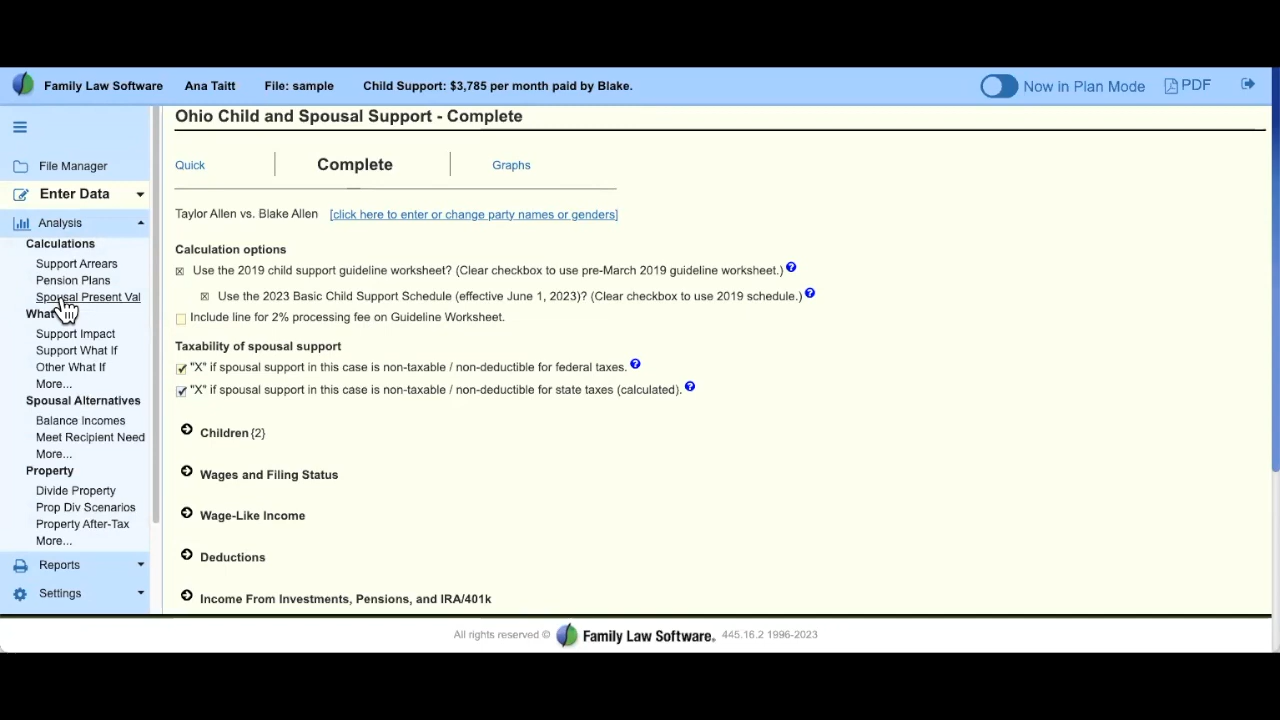 Family Law Software Ana Taitt File: sample Child Support: $3,785 per month paid by Blake. Now in Plan Mode PDF
File Manager
Enter Data
Analysis
Calculations
Support Arrears
Pension Plans
Spousal Present Val
What
Support Impact
Support What If
Other What If
More...
Spousal Alternatives
Balance Incomes
Meet Recipient Need
More...
Property
Divide Property
Prop Div Scenarios
Property After-Tax
More...
Reports
Settings
Ohio Child and Spousal Support - Complete
Quick Complete Graphs
Taylor Allen vs. Blake Allen [click here to enter or change party names or genders]
Calculation options
Use the 2019 child support guideline worksheet? (Clear checkbox to use pre-March 2019 guideline worksheet.) ?
Use the 2023 Basic Child Support Schedule (effective June 1, 2023)? (Clear checkbox to use 2019 schedule.) ?
Include line for 2% processing fee on Guideline Worksheet.
Taxability of spousal support
"X" if spousal support in this case is non-taxable / non-deductible for federal taxes. ?
"X" if spousal support in this case is non-taxable / non-deductible for state taxes (calculated). ?
Children {2}
Wages and Filing Status
Wage-Like Income
Deductions
Income From Investments, Pensions, and IRA/401k
All rights reserved © Family Law Software® 445.16.2 1996-2023